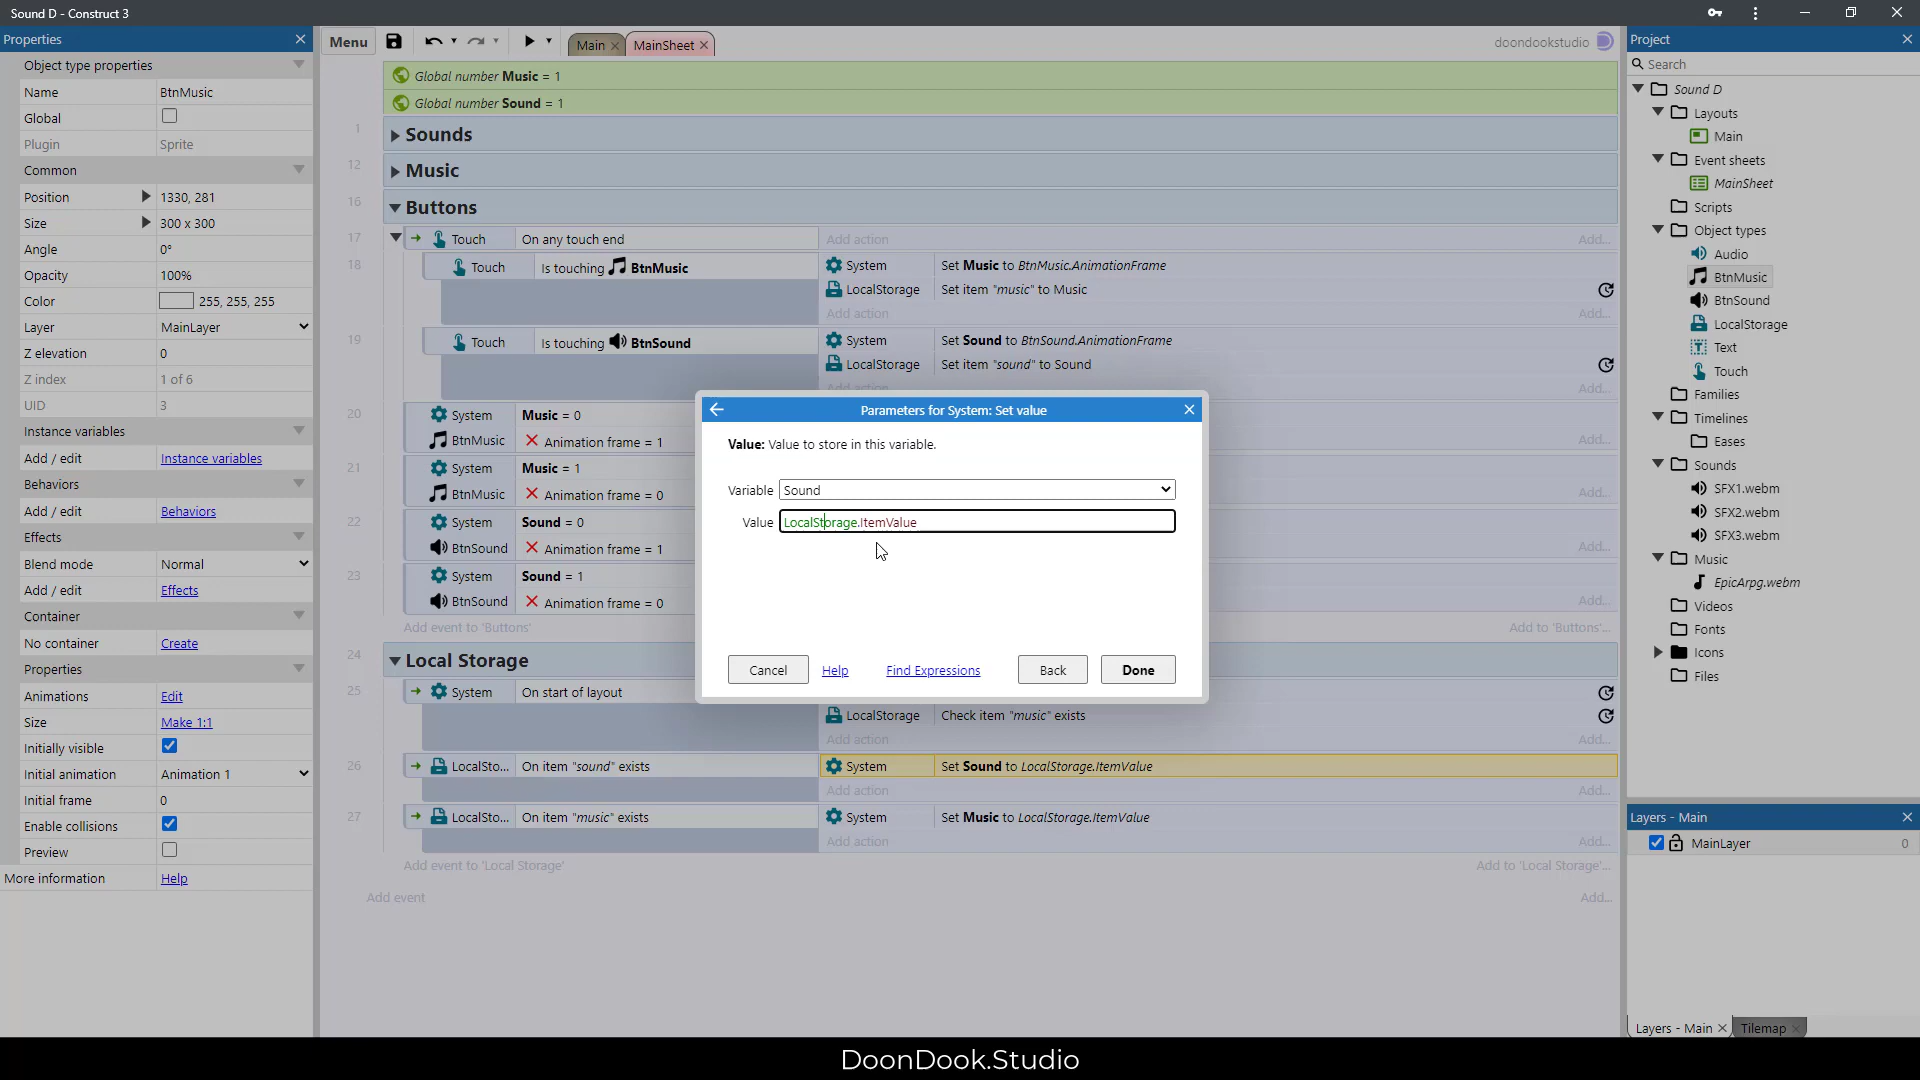 Sound D - Construct 3
Properties
Object type properties
Name BtnMusic
Global
Plugin Sprite
Common
Position 1330, 281
Size 300 x 300
Angle 0°
Opacity 100%
Color 255, 255, 255
Layer MainLayer
Z elevation 0
Z index 1 of 6
UID 3
Instance variables
Add / edit Instance variables
Behaviors
Add / edit Behaviors
Effects
Blend mode Normal
Add / edit Effects
Container
No container Create
Properties
Animations Edit
Size Make 1:1
Initially visible
Initial animation Animation 1
Initial frame 0
Enable collisions
Preview
More information Help
Menu
Main
MainSheet
doondookstudio
Global number Music = 1
Global number Sound = 1
1 Sounds
12 Music
16 Buttons
17 Touch On any touch end Add action Add...
18 Touch Is touching BtnMusic System Set Music to BtnMusic.AnimationFrame
LocalStorage Set item "music" to Music
Add action Add...
19 Touch Is touching BtnSound System Set Sound to BtnSound.AnimationFrame
LocalStorage Set item "sound" to Sound
Add action Add...
20 System Music = 0
BtnMusic Animation frame = 1 Add...
21 System Music = 1
BtnMusic Animation frame = 0 Add...
22 System Sound = 0
BtnSound Animation frame = 1 Add...
23 System Sound = 1
BtnSound Animation frame = 0 Add...
Add event to 'Buttons' Add to 'Buttons'...
24 Local Storage
25 System On start of layout
LocalStorage Check item "music" exists
Add action Add...
26 LocalSto... On item "sound" exists System Set Sound to LocalStorage.ItemValue
Add action Add...
27 LocalSto... On item "music" exists System Set Music to LocalStorage.ItemValue
Add action Add...
Add event to 'Local Storage' Add to 'Local Storage'...
Add event Add...
Parameters for System: Set value
Value: Value to store in this variable.
Variable Sound
Value LocalStorage.ItemValue
Cancel Help Find Expressions Back Done
Project
Search
Sound D
Layouts
Main
Event sheets
MainSheet
Scripts
Object types
Audio
BtnMusic
BtnSound
LocalStorage
Text
Touch
Families
Timelines
Eases
Sounds
SFX1.webm
SFX2.webm
SFX3.webm
Music
EpicArpg.webm
Videos
Fonts
Icons
Files
Layers - Main
MainLayer 0
Layers - Main
Tilemap
DoonDook.Studio